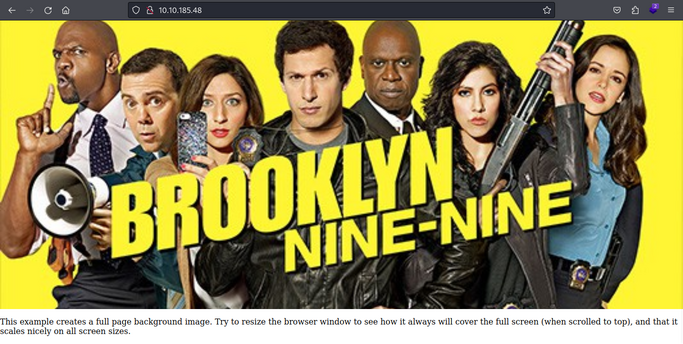 10.10.185.48
2
BROOKLYN
NINE-NINE
This example creates a full page background image. Try to resize the browser window to see how it always will cover the full screen (when scrolled to top), and that it
scales nicely on all screen sizes.